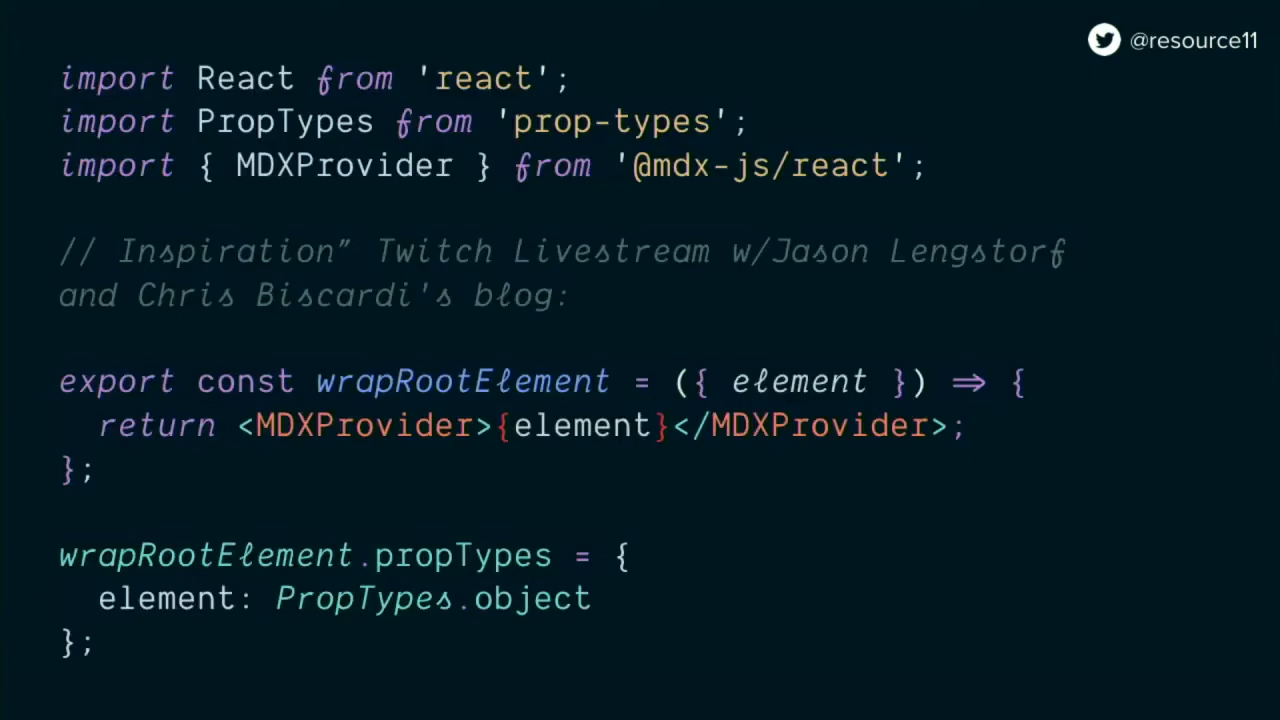 @resource11
import React from 'react';
import PropTypes from 'prop-types';
import { MDXProvider } from '@mdx-js/react';
// Inspiration" Twitch Livestream w/Jason Lengstorf
and Chris Biscardi's blog:
export const wrapRootElement = ({ element }) => {
  return <MDXProvider>{element}</MDXProvider>;
};
wrapRootElement.propTypes = {
  element: PropTypes.object
};